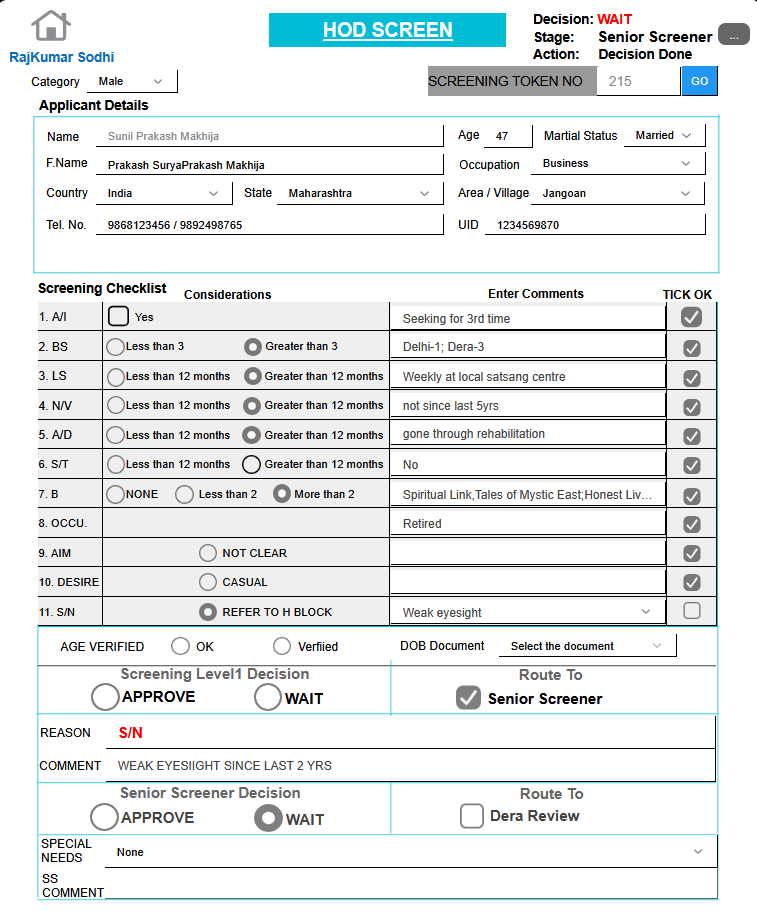 HOD SCREEN
Decision: WAIT
Stage: Senior Screener
...
Action: Decision Done
RajKumar Sodhi
Category Male
SCREENING TOKEN NO 215 GO
Applicant Details
Name Sunil Prakash Makhija Age 47 Martial Status Married
F.Name Prakash SuryaPrakash Makhija Occupation Business
Country India State Maharashtra Area / Village Jangoan
Tel. No. 9868123456 / 9892498765 UID 1234569870
Screening Checklist Considerations Enter Comments TICK OK
1. A/I Yes Seeking for 3rd time
2. BS Less than 3 Greater than 3 Delhi-1; Dera-3
3. LS Less than 12 months Greater than 12 months Weekly at local satsang centre
4. N/V Less than 12 months Greater than 12 months not since last 5yrs
5. A/D Less than 12 months Greater than 12 months gone through rehabilitation
6. S/T Less than 12 months Greater than 12 months No
7. B NONE Less than 2 More than 2 Spiritual Link,Tales of Mystic East;Honest Liv...
8. OCCU. Retired
9. AIM NOT CLEAR
10. DESIRE CASUAL
11. S/N REFER TO H BLOCK Weak eyesight
AGE VERIFIED OK Verfiied DOB Document Select the document
Screening Level1 Decision Route To
APPROVE WAIT Senior Screener
REASON S/N
COMMENT WEAK EYESIIGHT SINCE LAST 2 YRS
Senior Screener Decision Route To
APPROVE WAIT Dera Review
SPECIAL NEEDS None
SS COMMENT